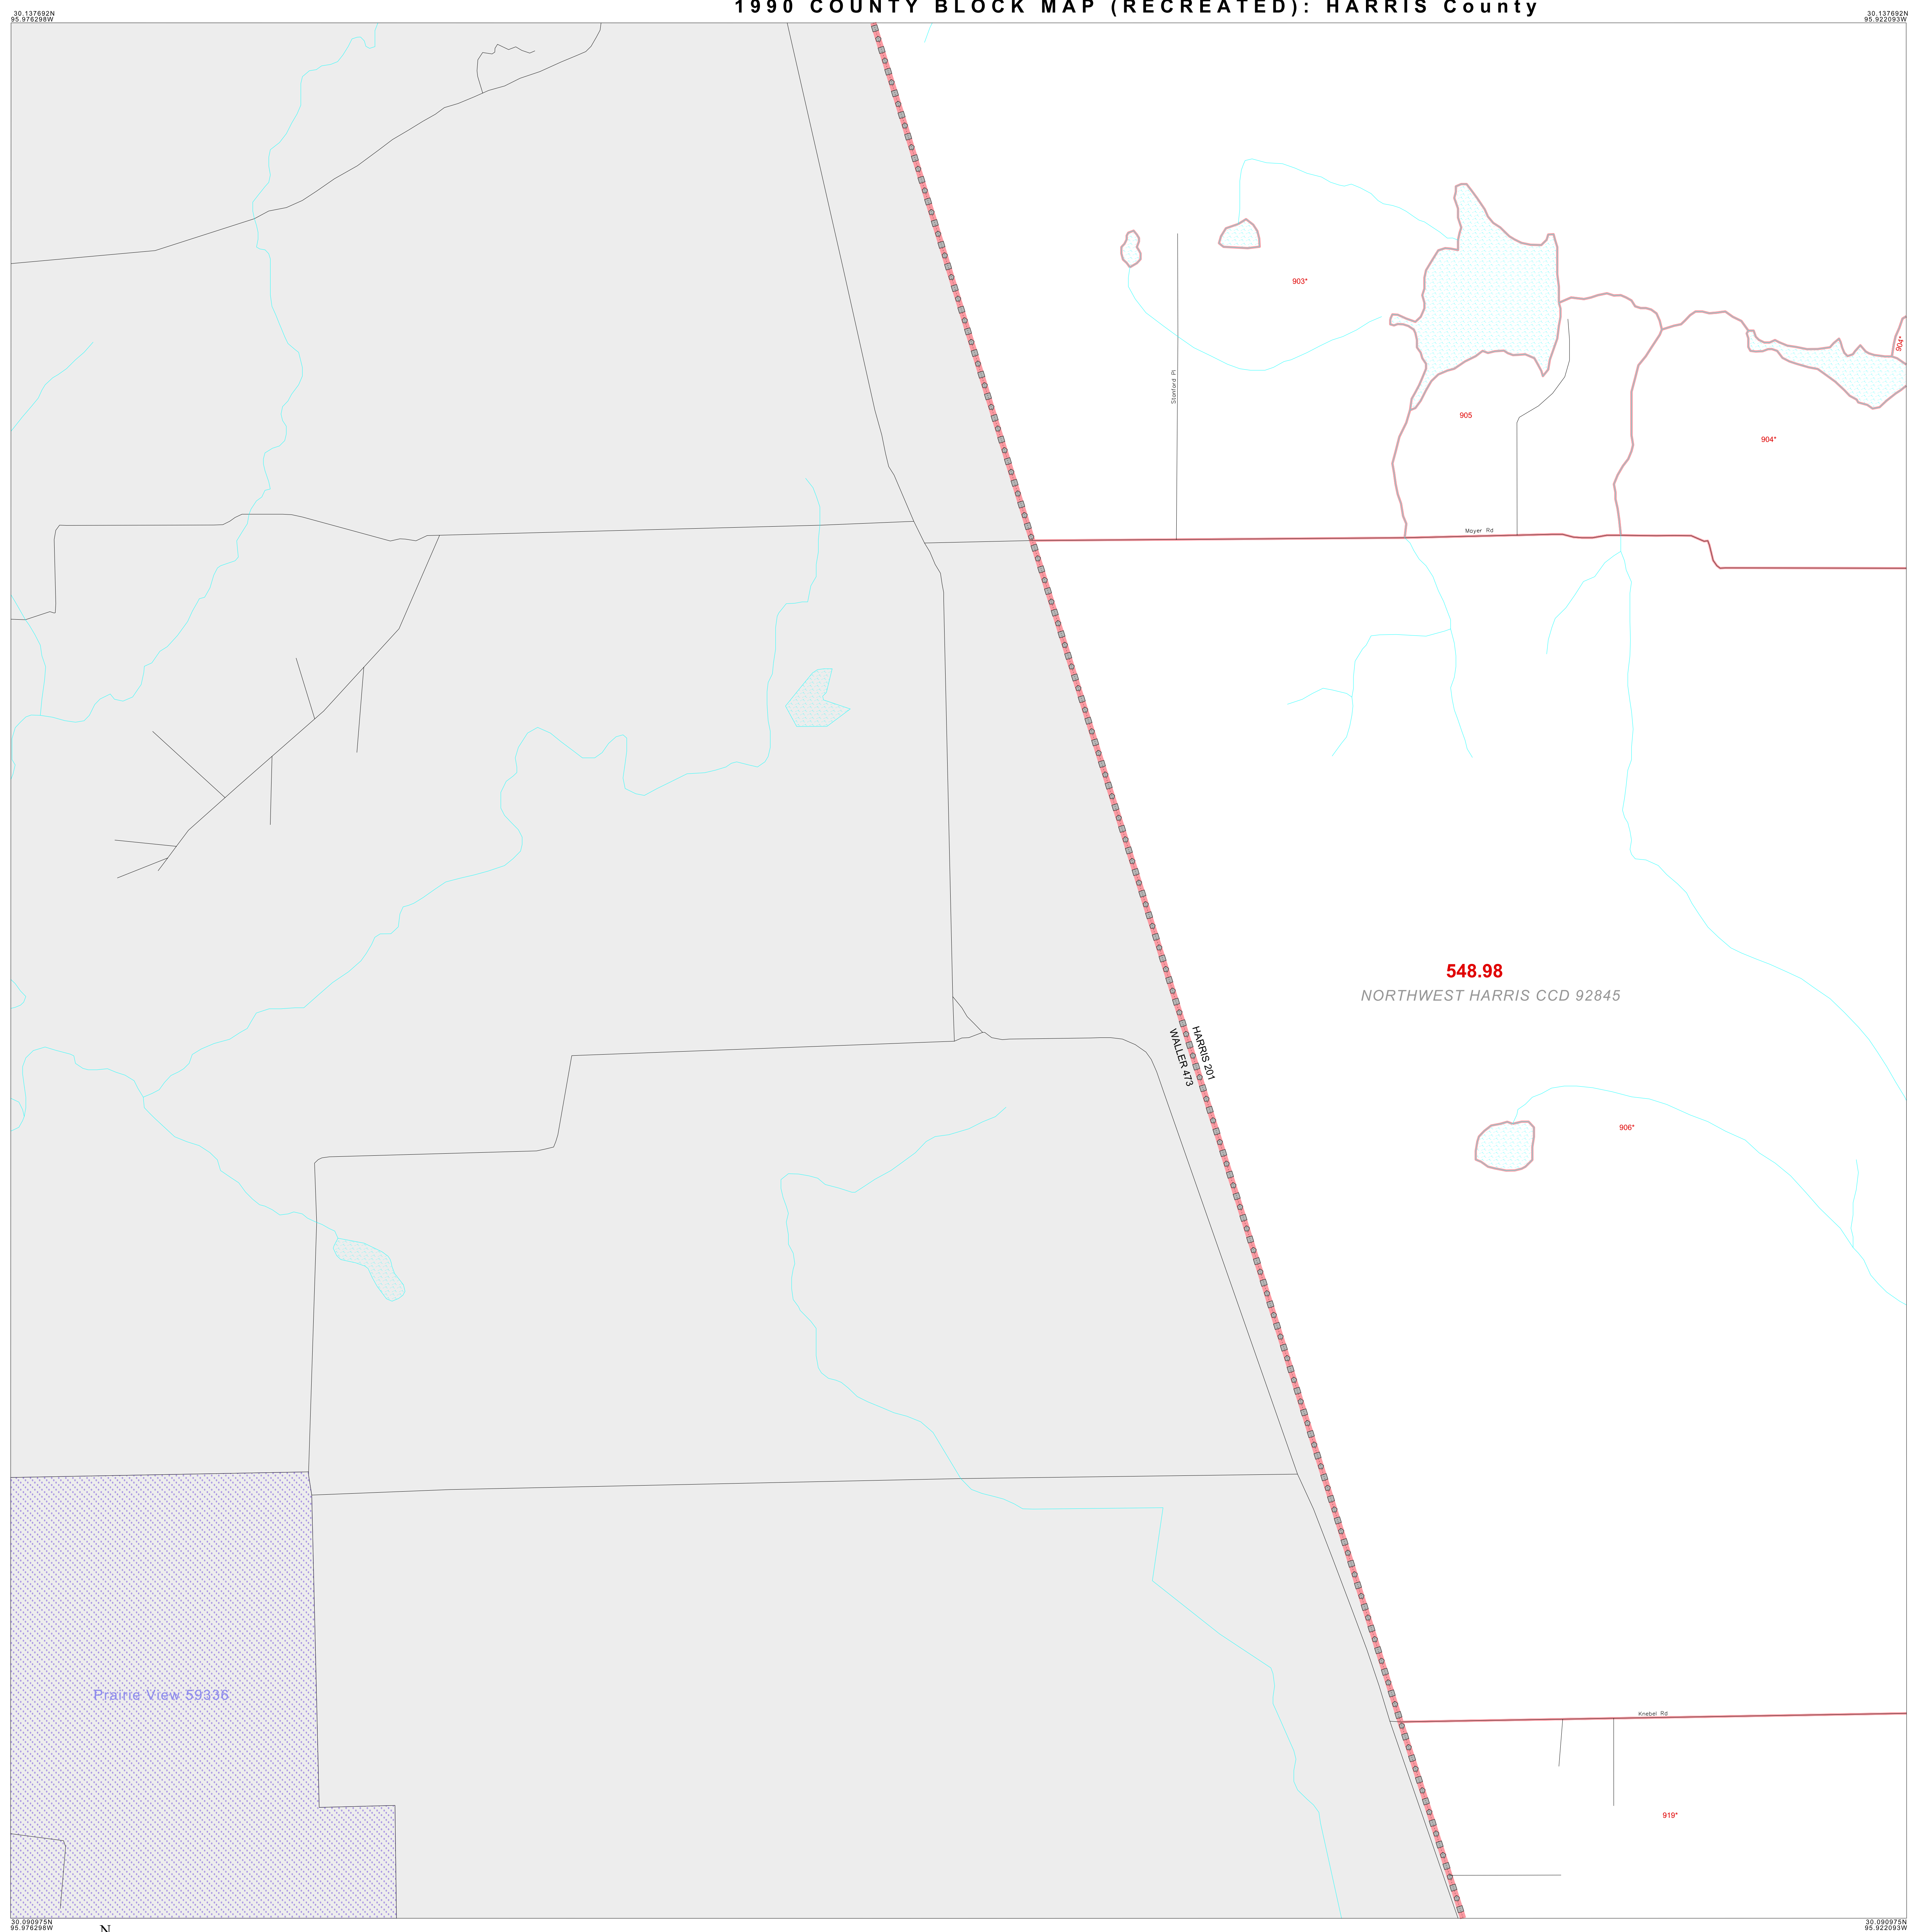 1990 COUNTY BLOCK MAP (RECREATED): HARRIS County
30.137692N
95.976298W
30.137692N
95.922093W
903*
904*
Stanford Pl
905
904*
Moyer Rd
548.98
NORTHWEST HARRIS CCD 92845
HARRIS 201
WALLER 473
906*
Prairie View 59336
Knebel Rd
919*
30.090975N
95.976298W
N
30.090975N
95.922093W